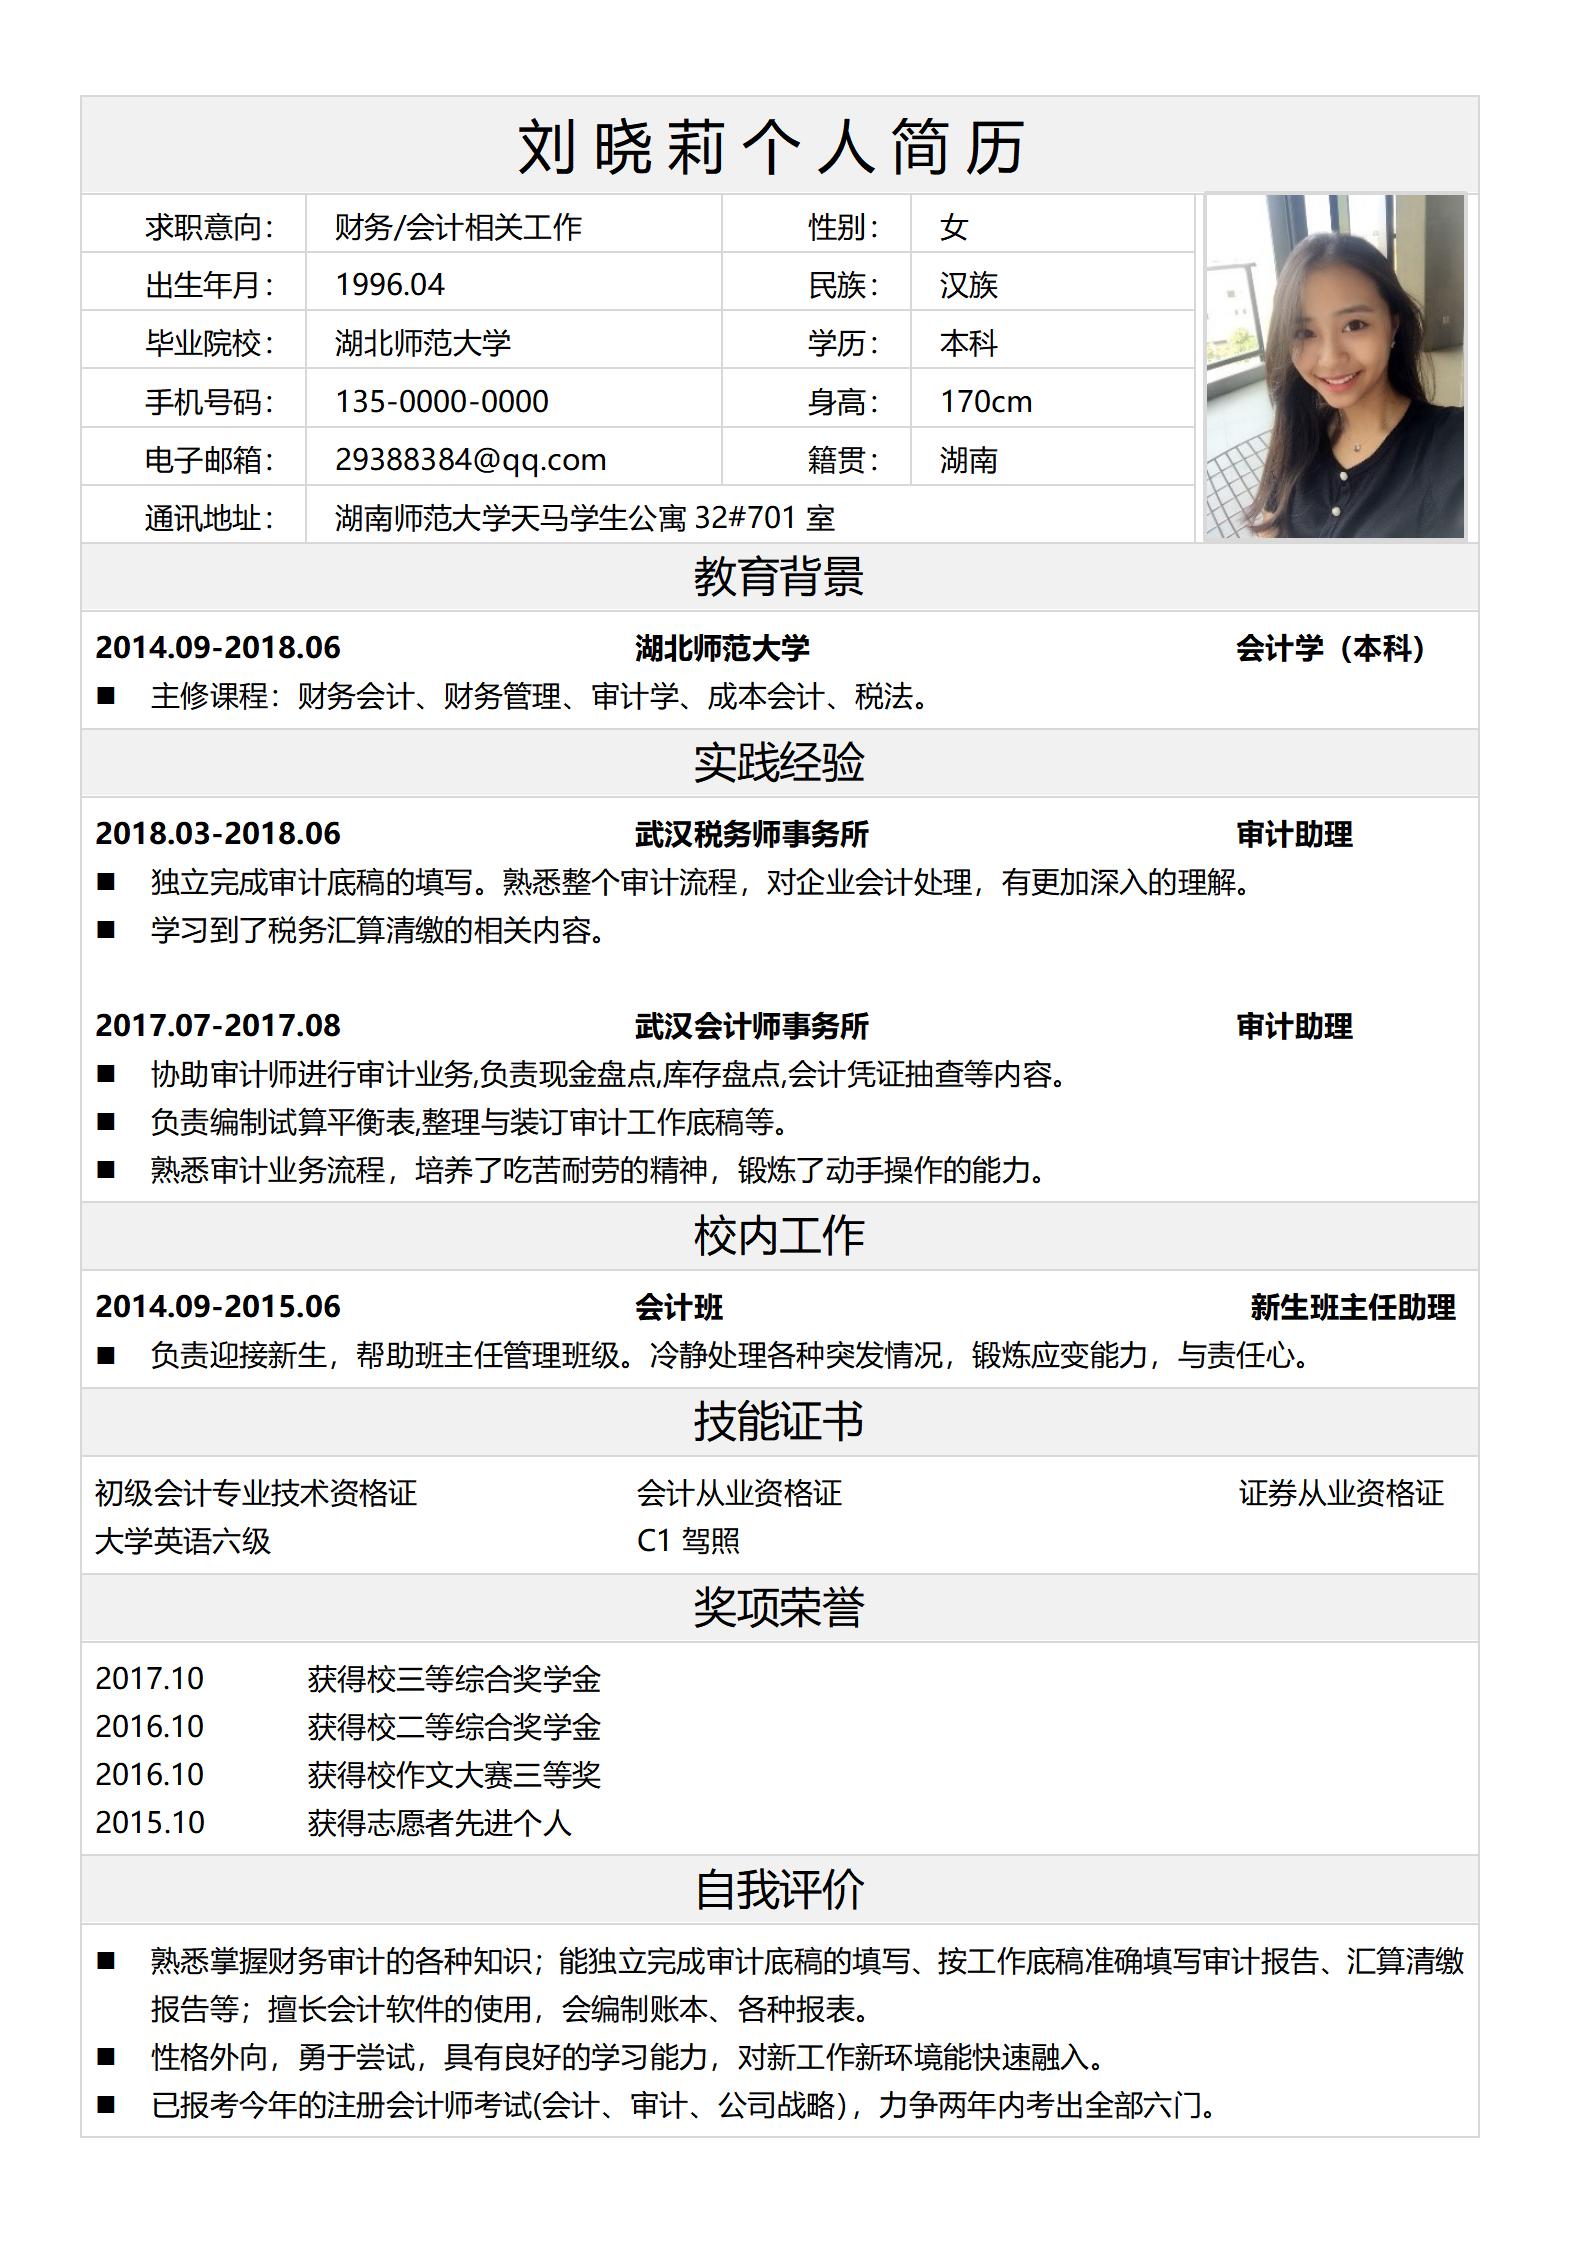 刘晓莉个人简历
求职意向： 财务/会计相关工作 性别： 女
出生年月： 1996.04 民族： 汉族
毕业院校： 湖北师范大学 学历： 本科
手机号码： 135-0000-0000 身高： 170cm
电子邮箱： 29388384@qq.com 籍贯： 湖南
通讯地址： 湖南师范大学天马学生公寓 32#701 室
教育背景
2014.09-2018.06 湖北师范大学 会计学（本科）
■ 主修课程：财务会计、财务管理、审计学、成本会计、税法。
实践经验
2018.03-2018.06 武汉税务师事务所 审计助理
■ 独立完成审计底稿的填写。熟悉整个审计流程，对企业会计处理，有更加深入的理解。
■ 学习到了税务汇算清缴的相关内容。
2017.07-2017.08 武汉会计师事务所 审计助理
■ 协助审计师进行审计业务,负责现金盘点,库存盘点,会计凭证抽查等内容。
■ 负责编制试算平衡表,整理与装订审计工作底稿等。
■ 熟悉审计业务流程，培养了吃苦耐劳的精神，锻炼了动手操作的能力。
校内工作
2014.09-2015.06 会计班 新生班主任助理
■ 负责迎接新生，帮助班主任管理班级。冷静处理各种突发情况，锻炼应变能力，与责任心。
技能证书
初级会计专业技术资格证 会计从业资格证 证券从业资格证
大学英语六级 C1 驾照
奖项荣誉
2017.10 获得校三等综合奖学金
2016.10 获得校二等综合奖学金
2016.10 获得校作文大赛三等奖
2015.10 获得志愿者先进个人
自我评价
■ 熟悉掌握财务审计的各种知识；能独立完成审计底稿的填写、按工作底稿准确填写审计报告、汇算清缴
报告等；擅长会计软件的使用，会编制账本、各种报表。
■ 性格外向，勇于尝试，具有良好的学习能力，对新工作新环境能快速融入。
■ 已报考今年的注册会计师考试(会计、审计、公司战略)，力争两年内考出全部六门。